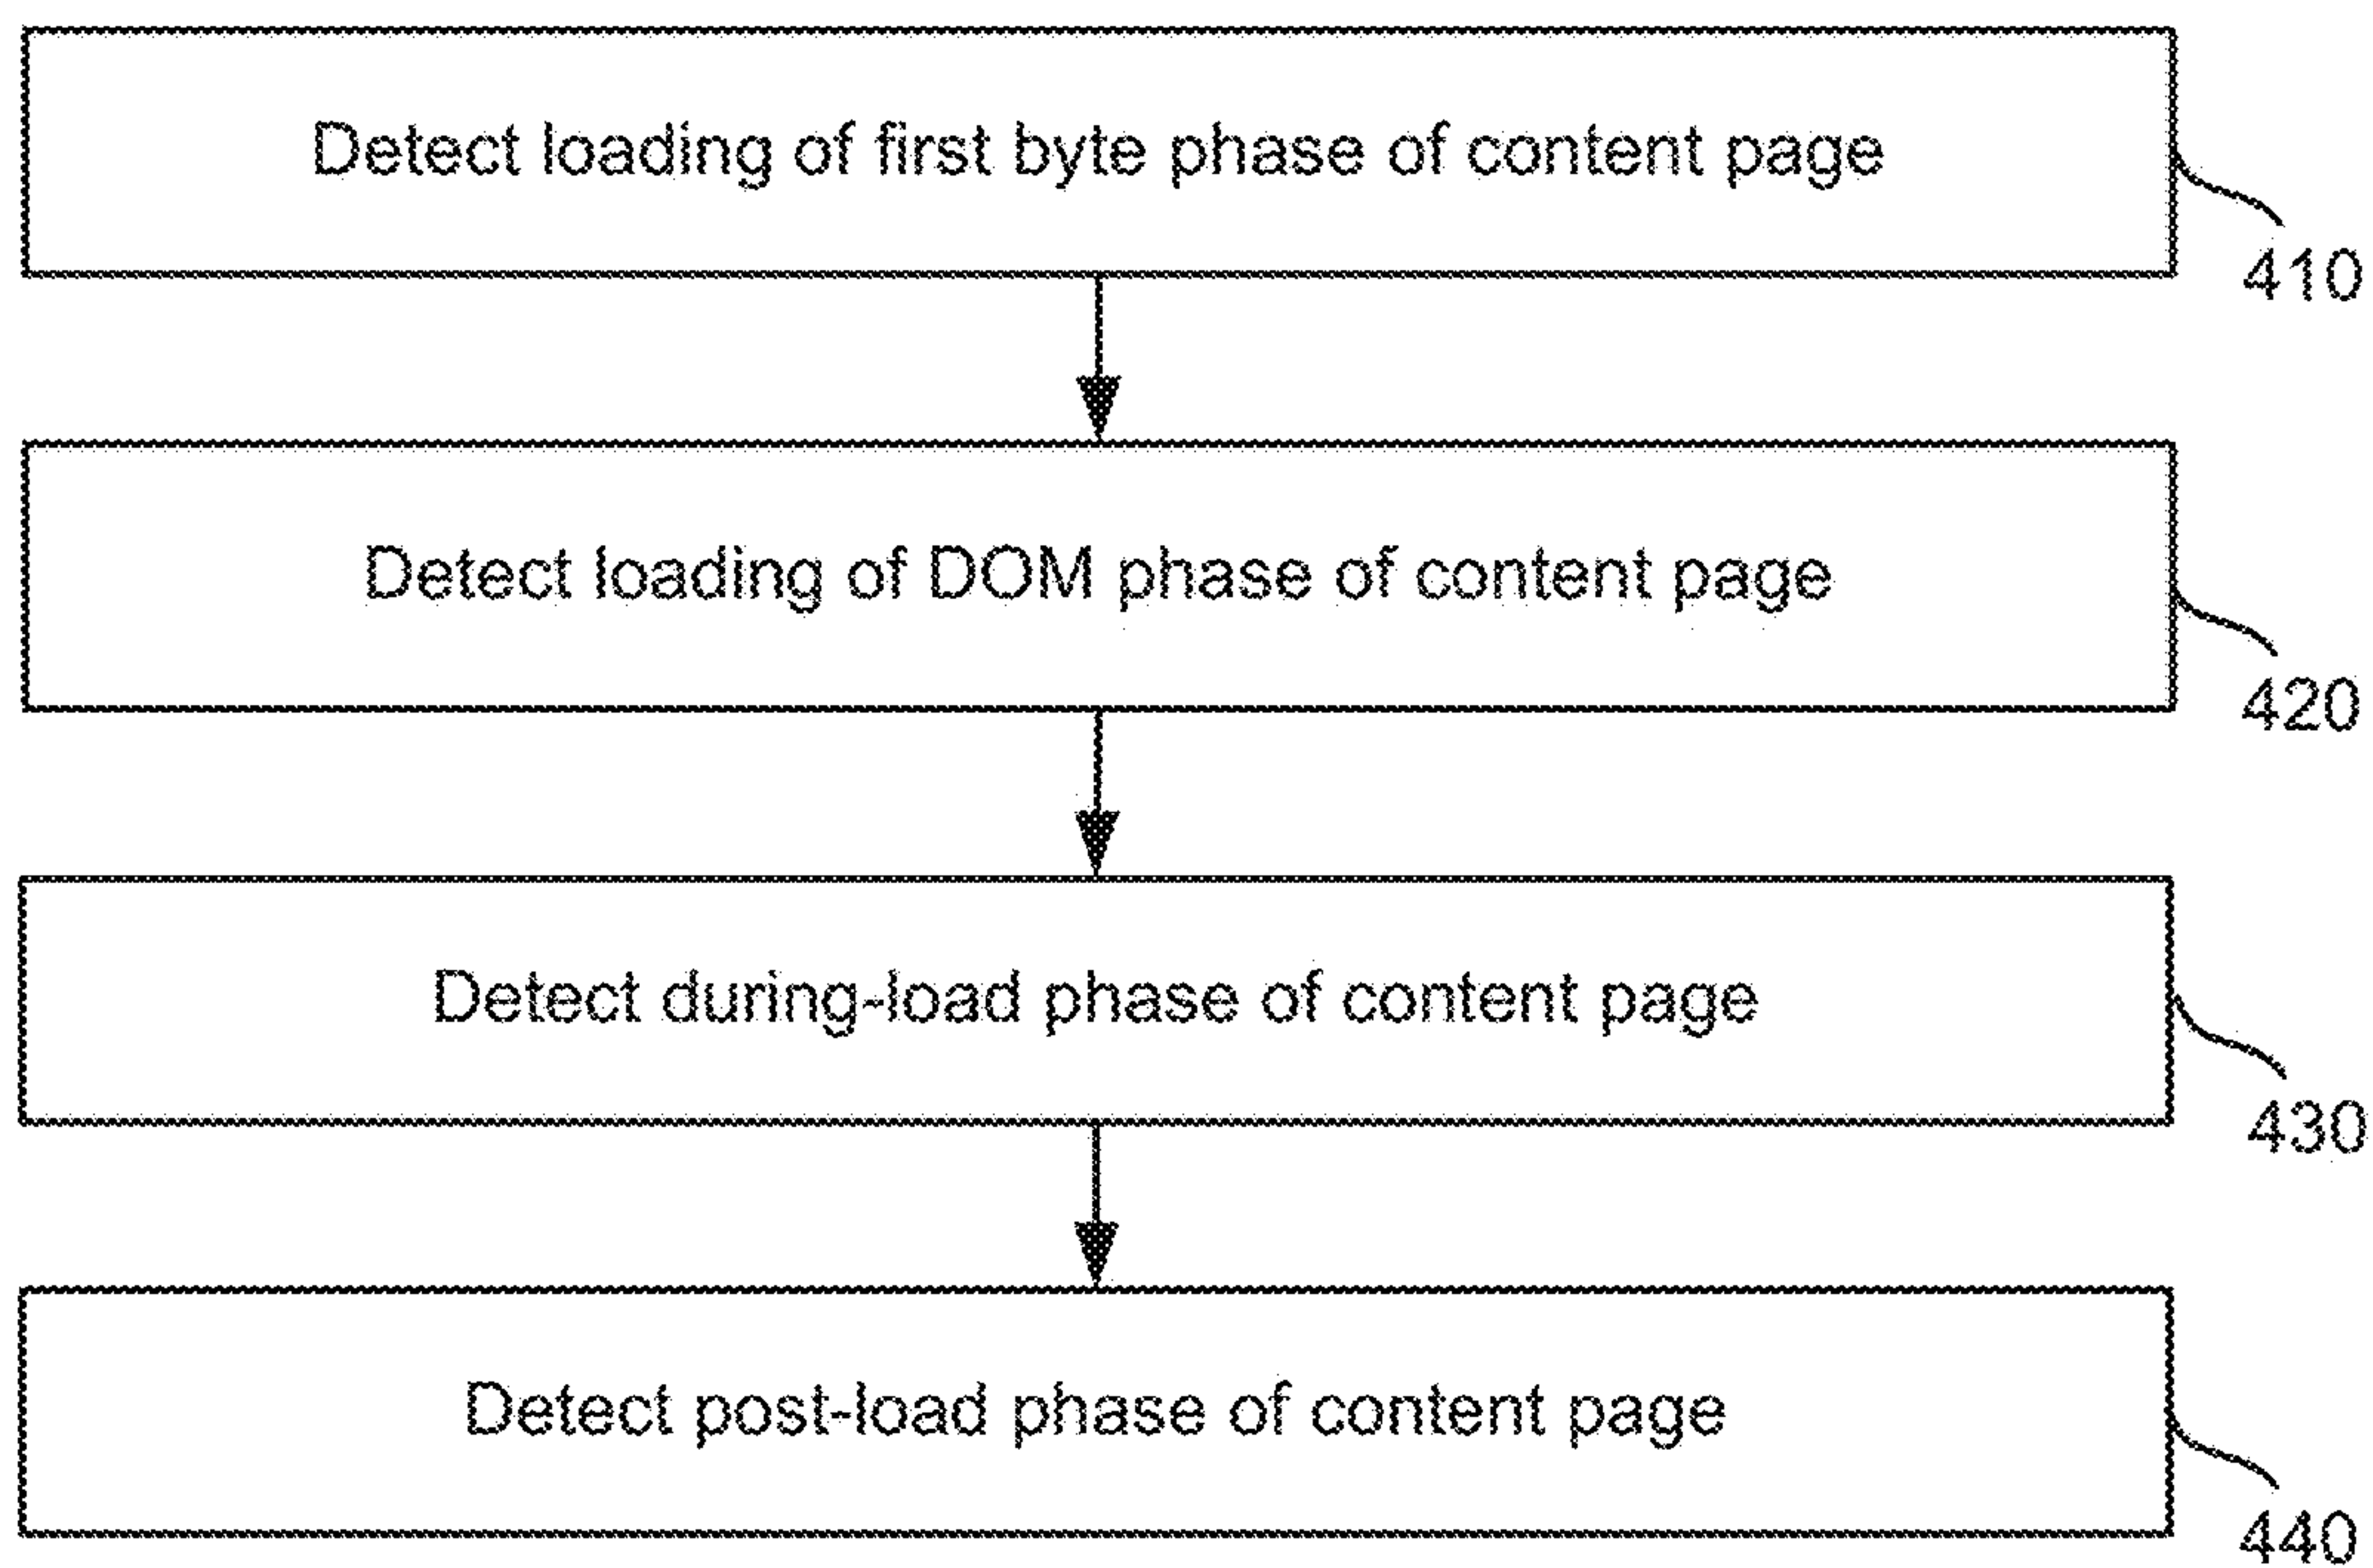 Detect loading of first byte phase of content page
410
Detect loading of DOM phase of content page
420
Detect during-load phase of content page
430
Detect post-load phase of content page
440